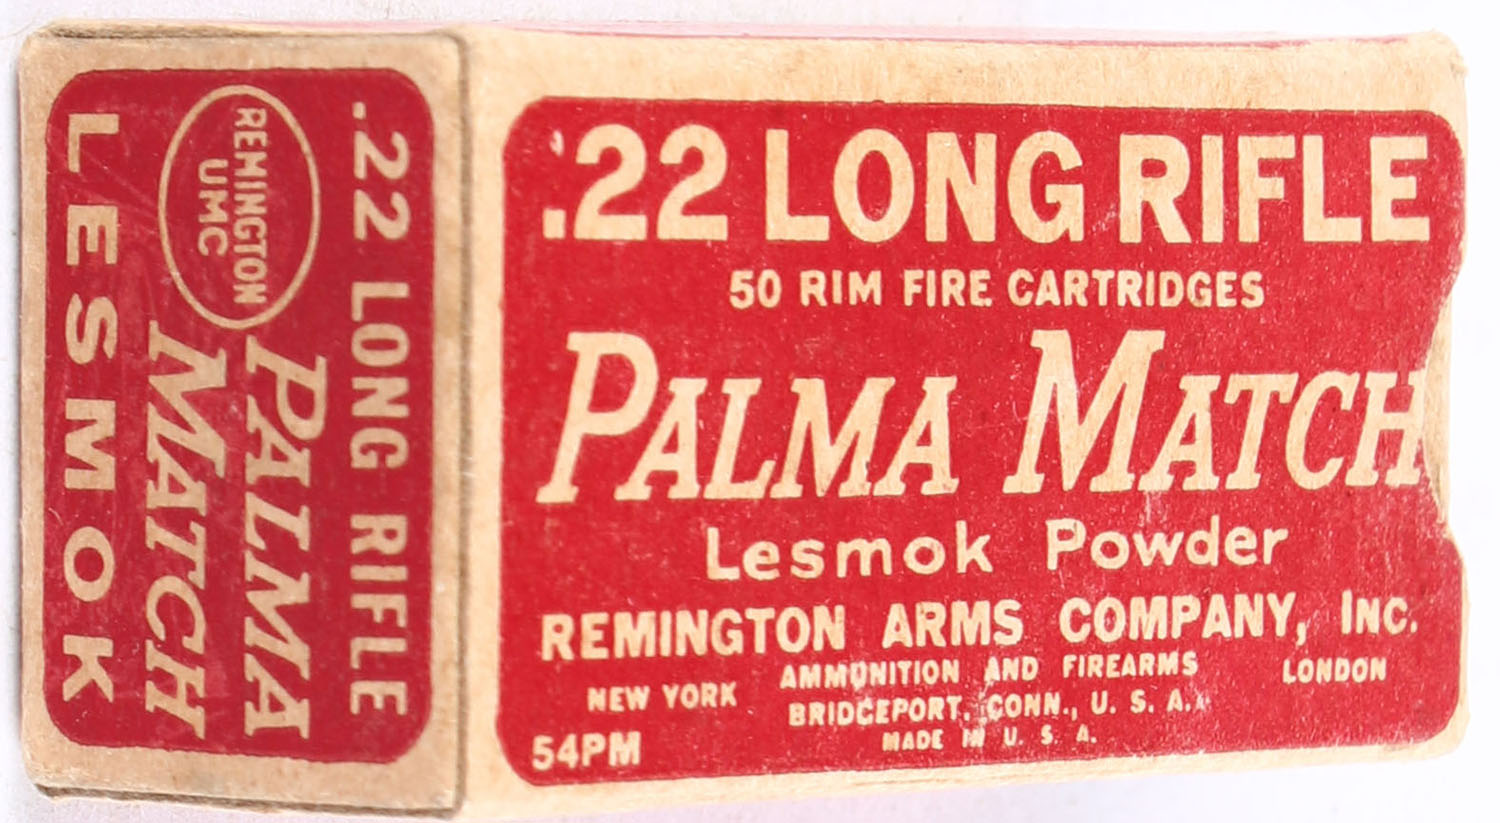 .22 LONG RIFLE
REMINGTON
UMC
PALMA
MATCH
LESMOK
.22 LONG RIFLE
50 RIM FIRE CARTRIDGES
PALMA MATCH
Lesmok Powder
REMINGTON ARMS COMPANY, INC.
AMMUNITION AND FIREARMS
NEW YORK BRIDGEPORT, CONN., U. S. A. LONDON
54PM MADE IN U. S. A.